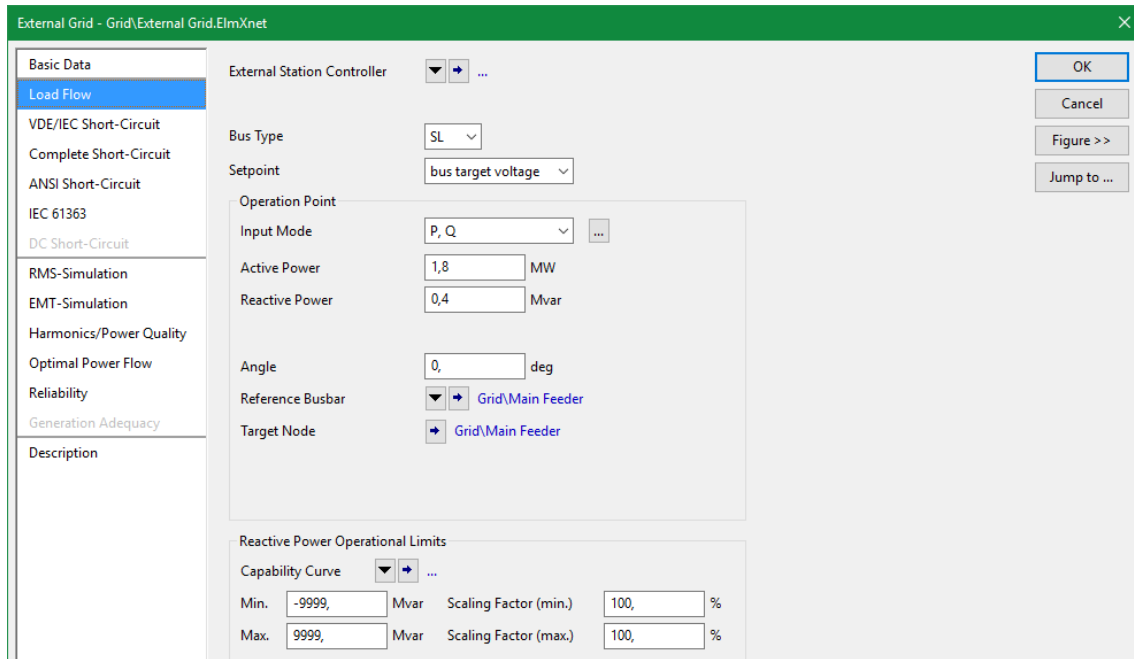 External Grid - Grid\External Grid.ElmXnet
Basic Data
Load Flow
VDE/IEC Short-Circuit
Complete Short-Circuit
ANSI Short-Circuit
IEC 61363
DC Short-Circuit
RMS-Simulation
EMT-Simulation
Harmonics/Power Quality
Optimal Power Flow
Reliability
Generation Adequacy
Description
External Station Controller ...
Bus Type SL
Setpoint bus target voltage
Operation Point
Input Mode P, Q ...
Active Power 1,8 MW
Reactive Power 0,4 Mvar
Angle 0, deg
Reference Busbar Grid\Main Feeder
Target Node Grid\Main Feeder
Reactive Power Operational Limits
Capability Curve ...
Min. -9999, Mvar Scaling Factor (min.) 100, %
Max. 9999, Mvar Scaling Factor (max.) 100, %
OK
Cancel
Figure >>
Jump to ...